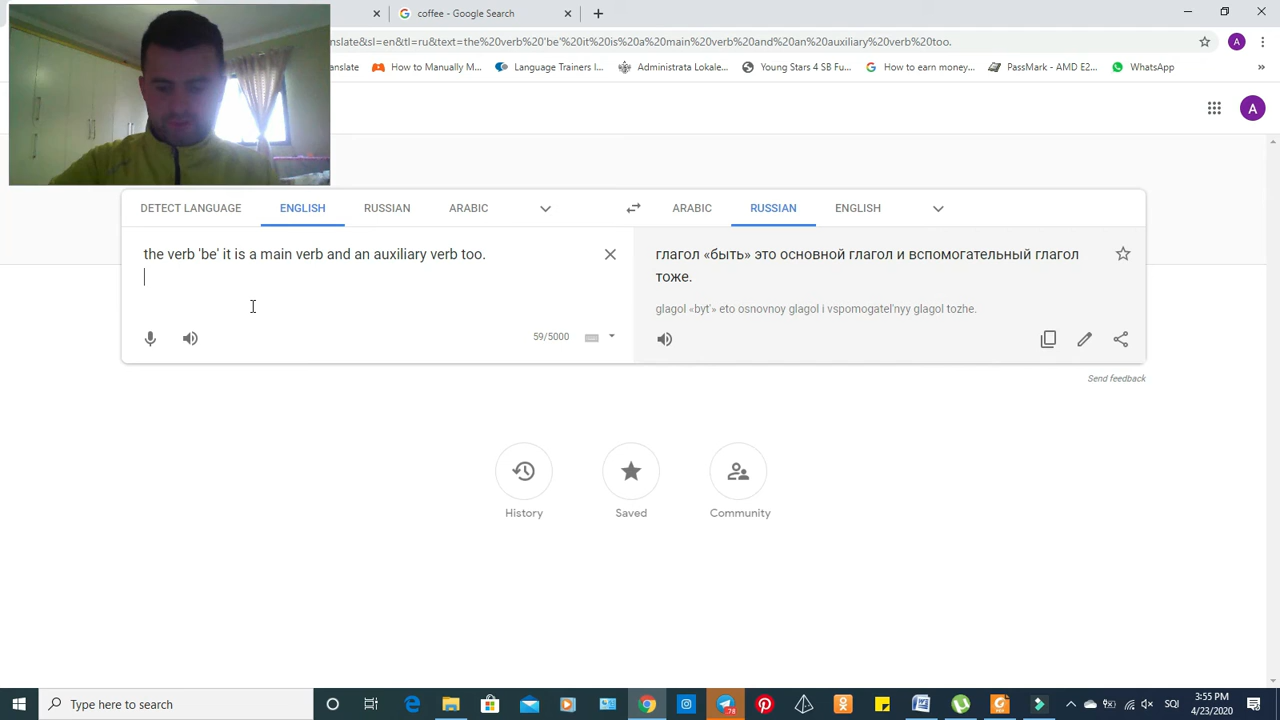 coffee - Google Search
nslate&sl=en&tl=ru&text=the%20verb%20'be'%20it%20is%20a%20main%20verb%20and%20an%20auxiliary%20verb%20too.
A
nslate
How to Manually M...
Language Trainers I...
Administrata Lokale...
Young Stars 4 SB Fu...
How to earn money...
PassMark - AMD E2...
WhatsApp
»
A
DETECT LANGUAGE
ENGLISH
RUSSIAN
ARABIC
ARABIC
RUSSIAN
ENGLISH
the verb 'be' it is a main verb and an auxiliary verb too.
59/5000
глагол «быть» это основной глагол и вспомогательный глагол
тоже.
glagol «byt'» eto osnovnoy glagol i vspomogatel'nyy glagol tozhe.
Send feedback
History
Saved
Community
Type here to search
78
SQI
3:55 PM
4/23/2020